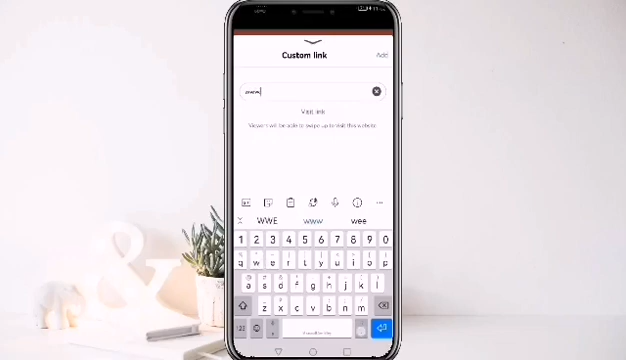 Custom link
Add
www
Visit link
Viewers will be able to swipe up to visit this website.
WWE www wee
1 2 3 4 5 6 7 8 9 0
q w e r t y u i o p
a s d f g h j k l
z x c v b n m